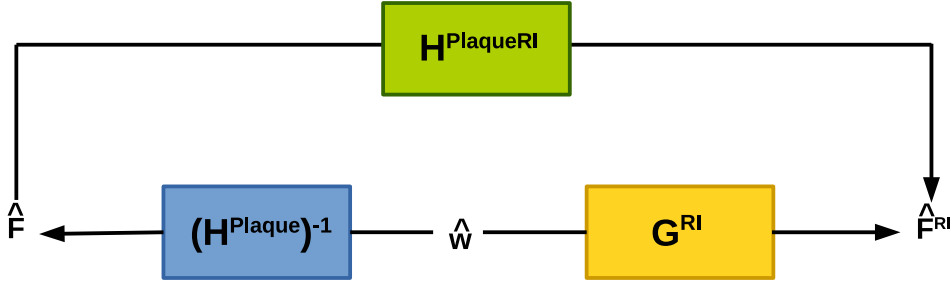 H^PlaqueRI
F̂ (H^Plaque)^-1 ŵ G^RI F̂^RI